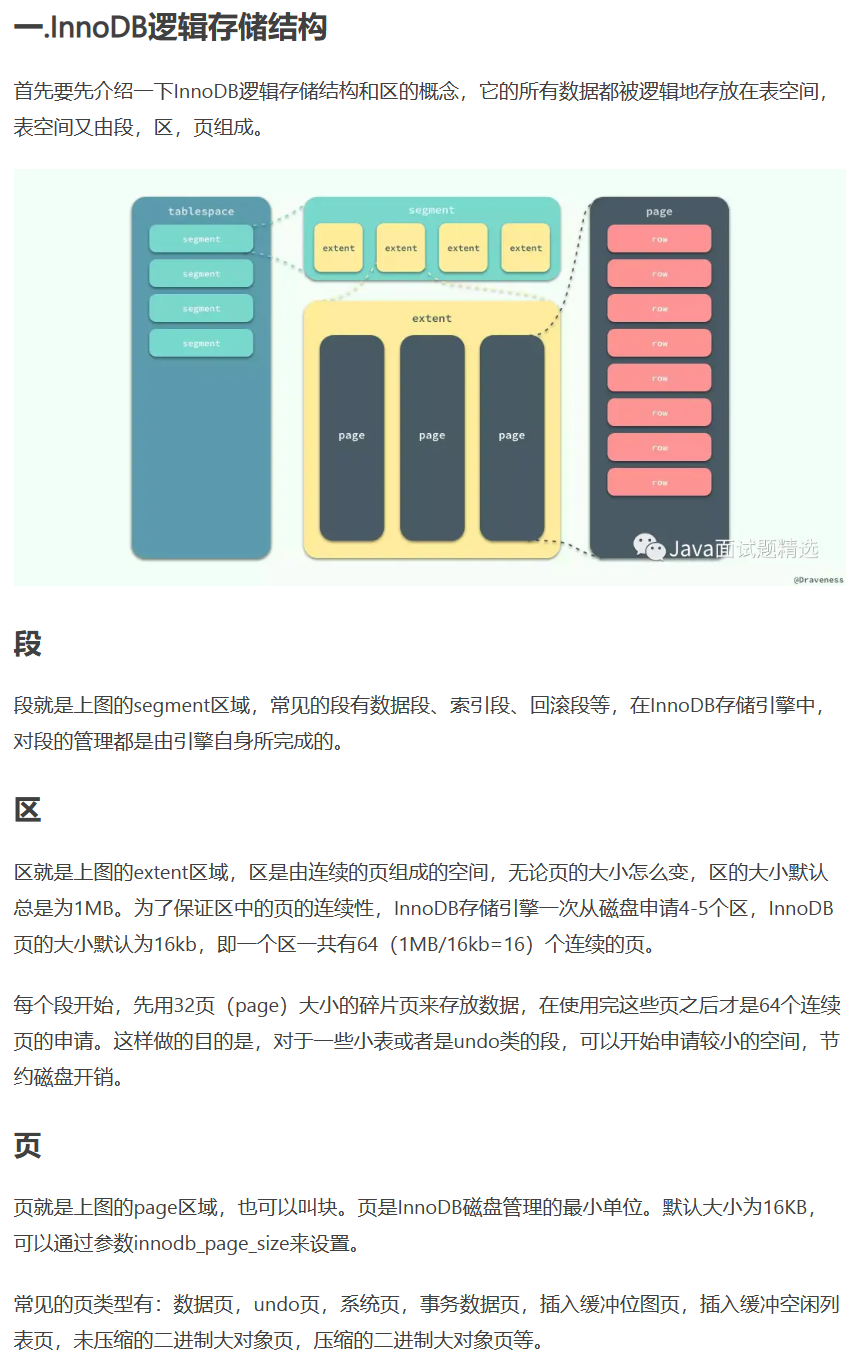 一.InnoDB逻辑存储结构
首先要先介绍一下InnoDB逻辑存储结构和区的概念，它的所有数据都被逻辑地存放在表空间，
表空间又由段，区，页组成。
tablespace
segment
segment
segment
segment
segment
extent
extent
extent
extent
extent
page
page
page
page
row
row
row
row
row
row
row
row
Java面试题精选
@Draveness
段
段就是上图的segment区域，常见的段有数据段、索引段、回滚段等，在InnoDB存储引擎中，
对段的管理都是由引擎自身所完成的。
区
区就是上图的extent区域，区是由连续的页组成的空间，无论页的大小怎么变，区的大小默认
总是为1MB。为了保证区中的页的连续性，InnoDB存储引擎一次从磁盘申请4-5个区，InnoDB
页的大小默认为16kb，即一个区一共有64（1MB/16kb=16）个连续的页。
每个段开始，先用32页（page）大小的碎片页来存放数据，在使用完这些页之后才是64个连续
页的申请。这样做的目的是，对于一些小表或者是undo类的段，可以开始申请较小的空间，节
约磁盘开销。
页
页就是上图的page区域，也可以叫块。页是InnoDB磁盘管理的最小单位。默认大小为16KB，
可以通过参数innodb_page_size来设置。
常见的页类型有：数据页，undo页，系统页，事务数据页，插入缓冲位图页，插入缓冲空闲列
表页，未压缩的二进制大对象页，压缩的二进制大对象页等。